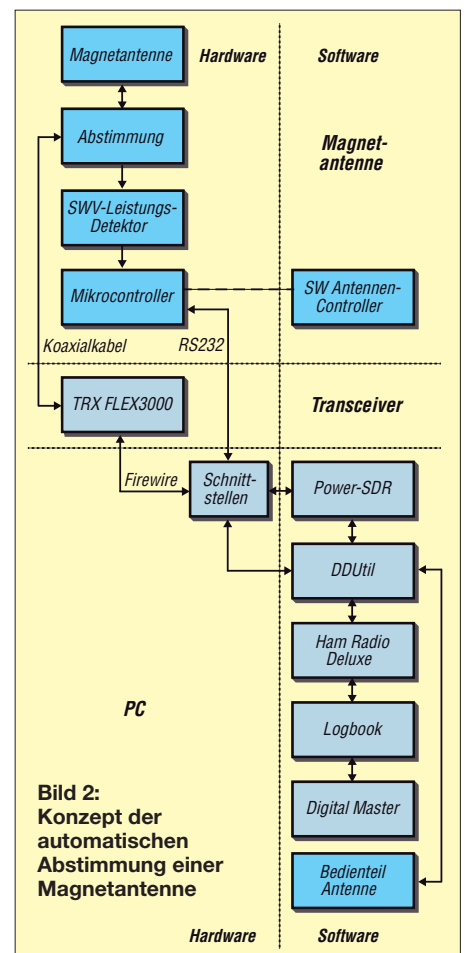 Magnetantenne
Hardware
Software
Abstimmung
Magnet-
antenne
SWV-Leistungs-
Detektor
Mikrocontroller
SW Antennen-
Controller
Koaxialkabel
RS232
TRX FLEX3000
Transceiver
Firewire
Schnitt-
stellen
Power-SDR
DDUtil
Ham Radio
Deluxe
PC
Logbook
Digital Master
Bild 2:
Konzept der
automatischen
Abstimmung einer
Magnetantenne
Bedienteil
Antenne
Hardware
Software